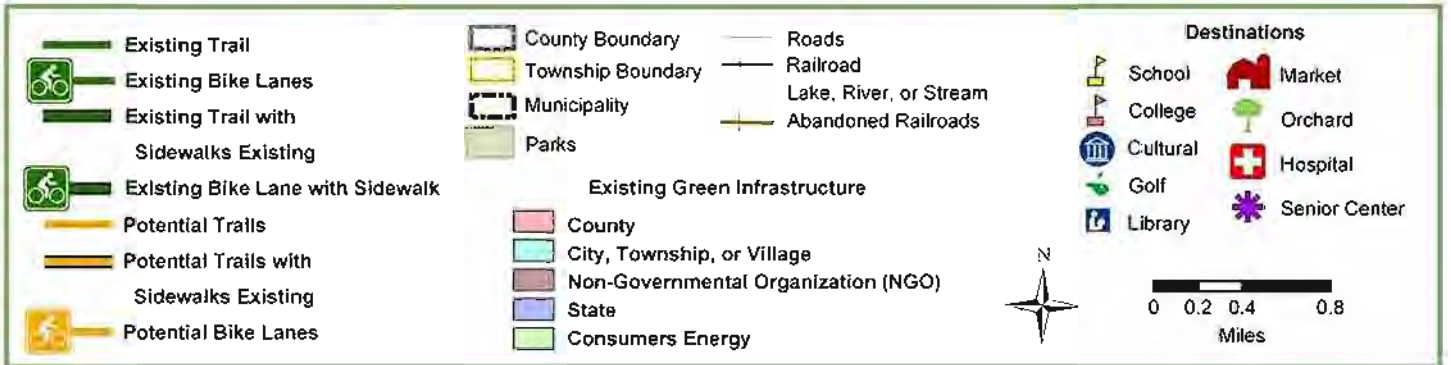 Existing Trail
Existing Bike Lanes
Existing Trail with
Sidewalks Existing
Existing Bike Lane with Sidewalk
Potential Trails
Potential Trails with
Sidewalks Existing
Potential Bike Lanes
County Boundary
Township Boundary
Municipality
Parks
Roads
Railroad
Lake, River, or Stream
Abandoned Railroads
Existing Green Infrastructure
County
City, Township, or Village
Non-Governmental Organization (NGO)
State
Consumers Energy
N
Destinations
School
College
Cultural
Golf
Library
Market
Orchard
Hospital
Senior Center
0 0.2 0.4 0.8
Miles